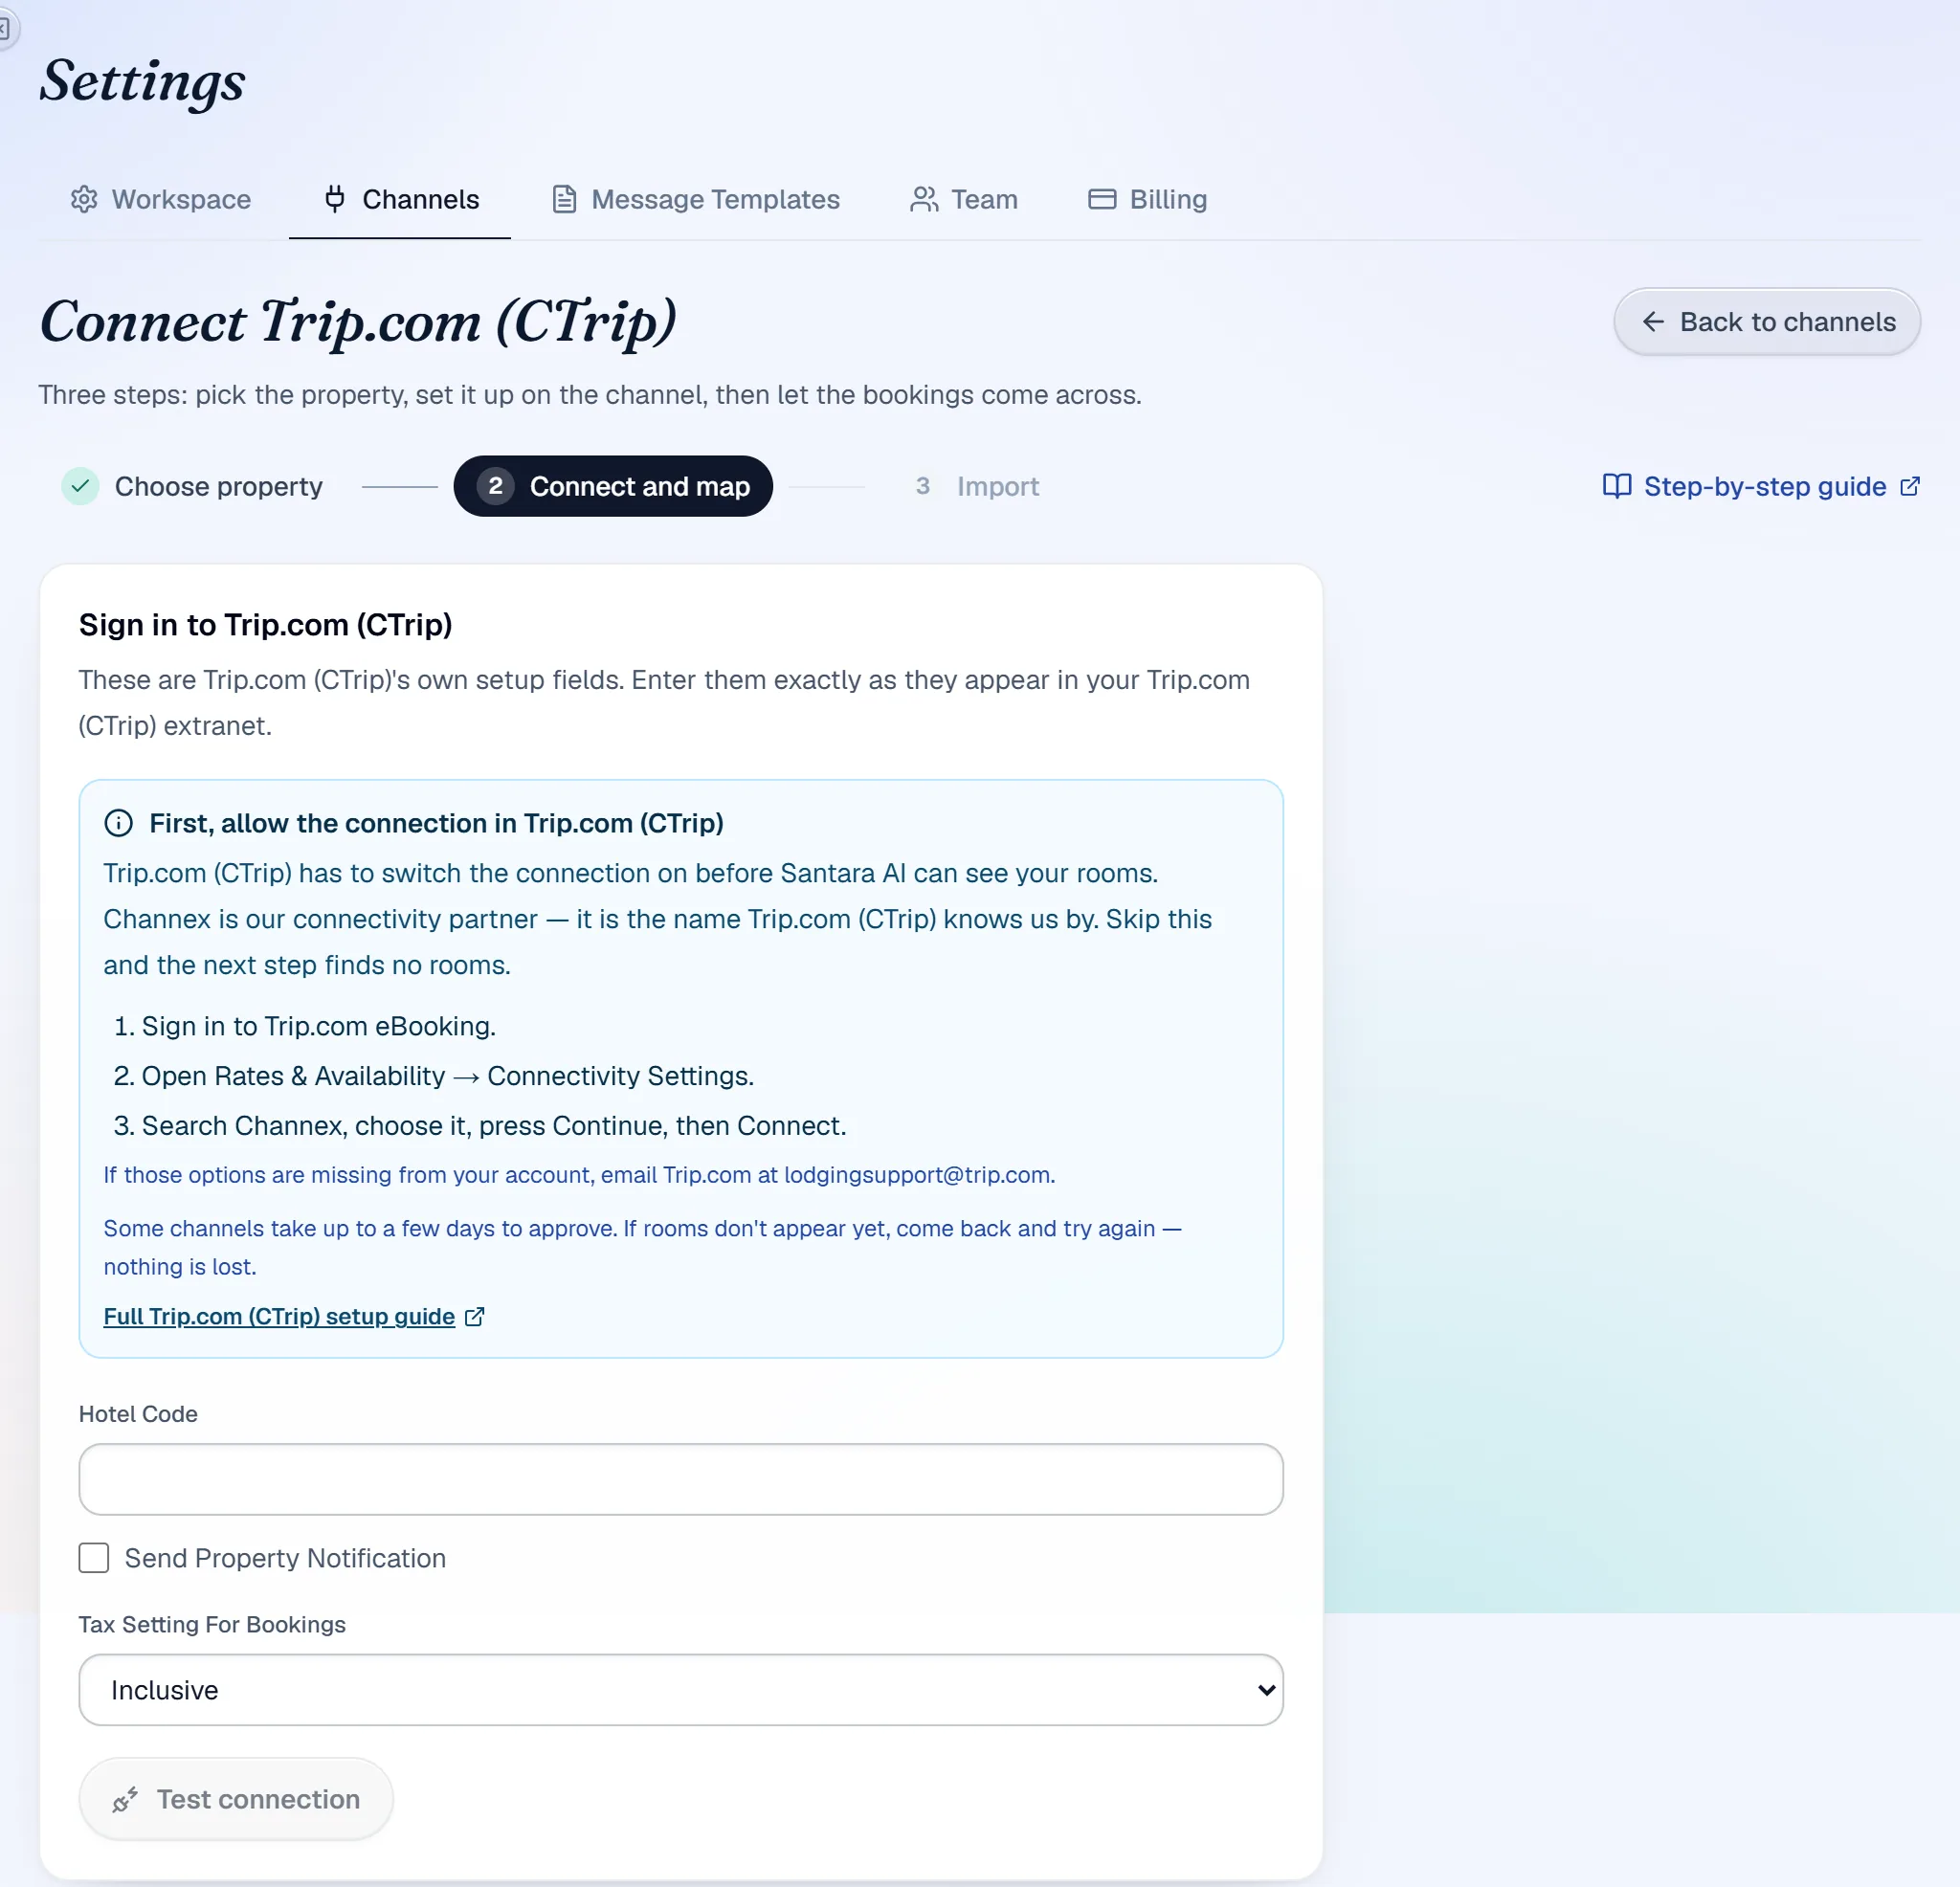 Settings
Workspace
Channels
Message Templates
Team
Billing
Connect Trip.com (CTrip)
Back to channels
Three steps: pick the property, set it up on the channel, then let the bookings come across.
Choose property
2 Connect and map
3 Import
Step-by-step guide
Sign in to Trip.com (CTrip)
These are Trip.com (CTrip)'s own setup fields. Enter them exactly as they appear in your Trip.com
(CTrip) extranet.
First, allow the connection in Trip.com (CTrip)
Trip.com (CTrip) has to switch the connection on before Santara AI can see your rooms.
Channex is our connectivity partner — it is the name Trip.com (CTrip) knows us by. Skip this
and the next step finds no rooms.
1. Sign in to Trip.com eBooking.
2. Open Rates & Availability → Connectivity Settings.
3. Search Channex, choose it, press Continue, then Connect.
If those options are missing from your account, email Trip.com at lodgingsupport@trip.com.
Some channels take up to a few days to approve. If rooms don't appear yet, come back and try again —
nothing is lost.
Full Trip.com (CTrip) setup guide
Hotel Code
Send Property Notification
Tax Setting For Bookings
Inclusive
Test connection